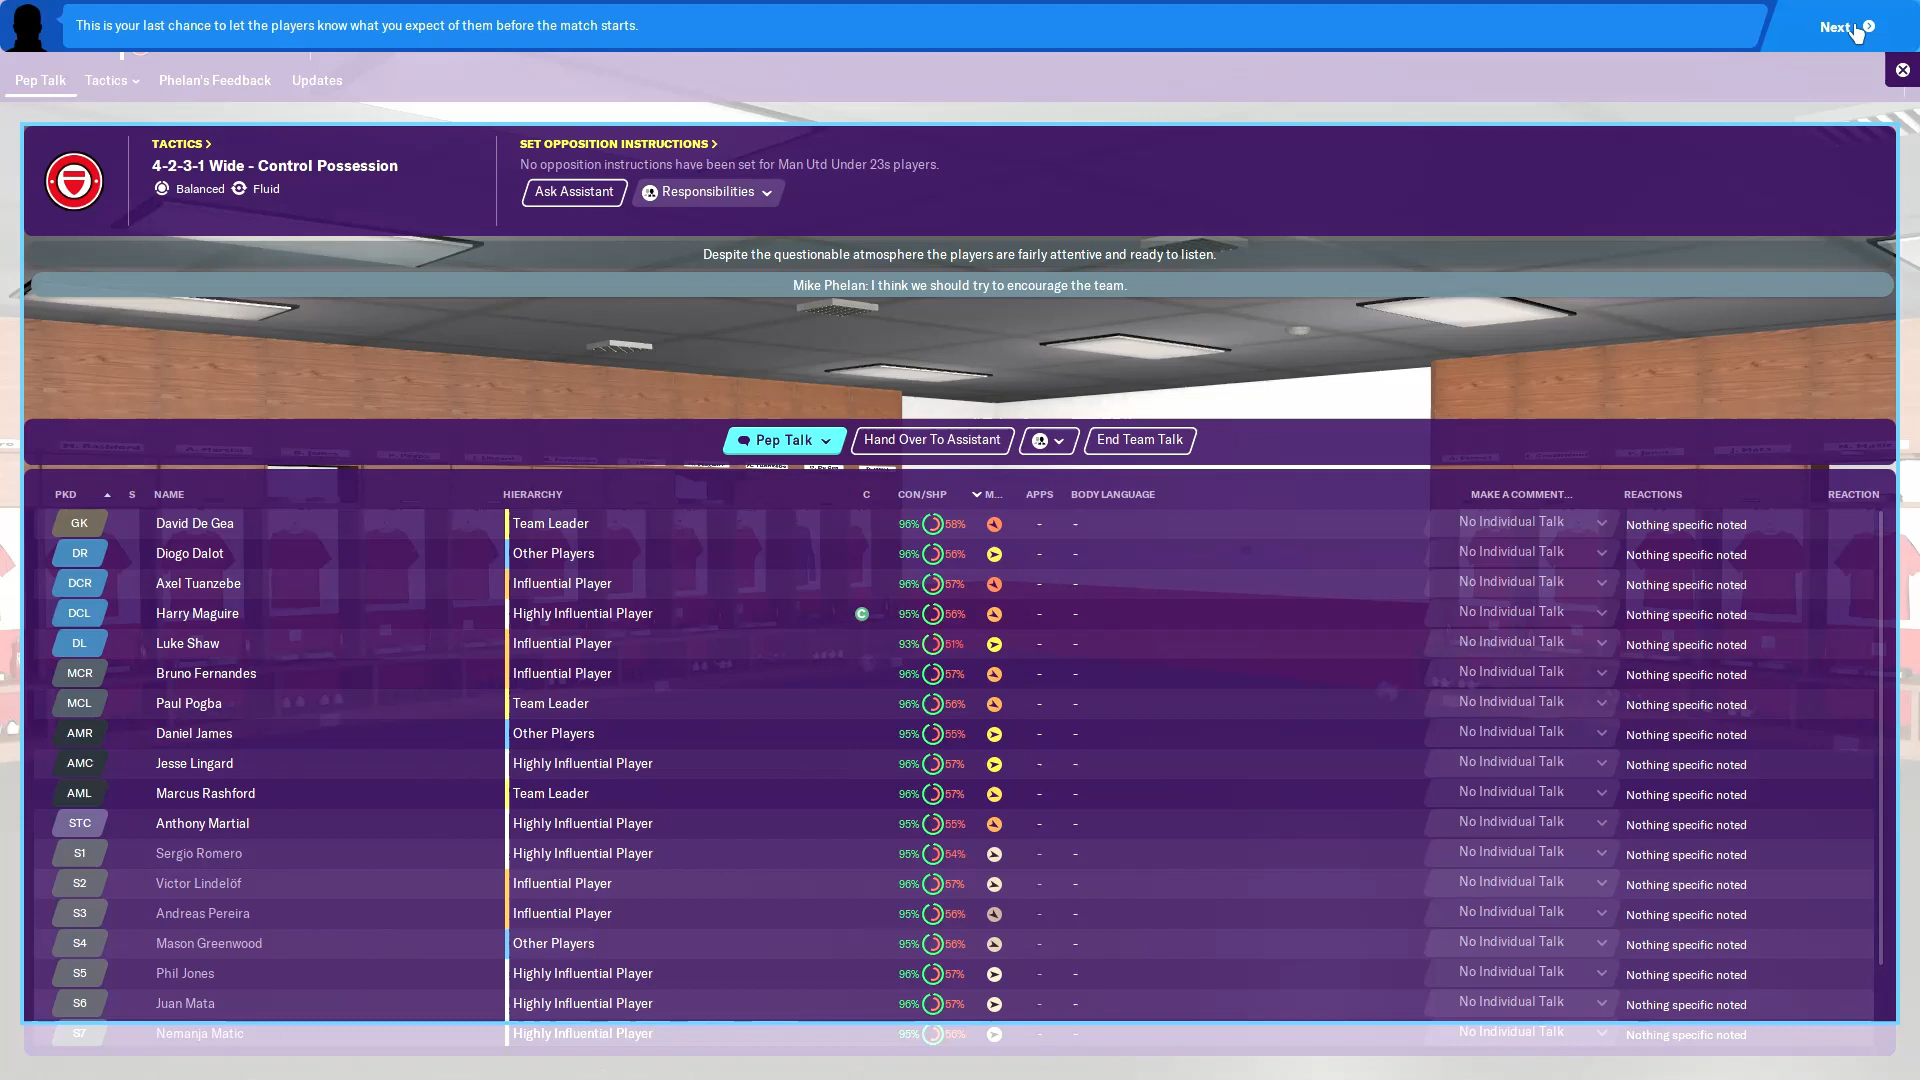 This is your last chance to let the players know what you expect of them before the match starts.
Next
Pep Talk
Tactics
Phelan's Feedback
Updates
TACTICS
4-2-3-1 Wide - Control Possession
Balanced
Fluid
SET OPPOSITION INSTRUCTIONS
No opposition instructions have been set for Man Utd Under 23s players.
Ask Assistant
Responsibilities
Despite the questionable atmosphere the players are fairly attentive and ready to listen.
Mike Phelan: I think we should try to encourage the team.
Pep Talk
Hand Over To Assistant
End Team Talk
PKD S NAME HIERARCHY C CON/SHP M... APPS BODY LANGUAGE MAKE A COMMENT... REACTIONS REACTION
GK David De Gea Team Leader 96% 58% - - No Individual Talk Nothing specific noted
DR Diogo Dalot Other Players 96% 56% - - No Individual Talk Nothing specific noted
DCR Axel Tuanzebe Influential Player 96% 57% - - No Individual Talk Nothing specific noted
DCL Harry Maguire Highly Influential Player C 95% 56% - - No Individual Talk Nothing specific noted
DL Luke Shaw Influential Player 93% 51% - - No Individual Talk Nothing specific noted
MCR Bruno Fernandes Influential Player 96% 57% - - No Individual Talk Nothing specific noted
MCL Paul Pogba Team Leader 96% 56% - - No Individual Talk Nothing specific noted
AMR Daniel James Other Players 95% 55% - - No Individual Talk Nothing specific noted
AMC Jesse Lingard Highly Influential Player 96% 57% - - No Individual Talk Nothing specific noted
AML Marcus Rashford Team Leader 96% 57% - - No Individual Talk Nothing specific noted
STC Anthony Martial Highly Influential Player 95% 55% - - No Individual Talk Nothing specific noted
S1 Sergio Romero Highly Influential Player 95% 54% - - No Individual Talk Nothing specific noted
S2 Victor Lindelöf Influential Player 96% 57% - - No Individual Talk Nothing specific noted
S3 Andreas Pereira Influential Player 95% 56% - - No Individual Talk Nothing specific noted
S4 Mason Greenwood Other Players 95% 56% - - No Individual Talk Nothing specific noted
S5 Phil Jones Highly Influential Player 96% 57% - - No Individual Talk Nothing specific noted
S6 Juan Mata Highly Influential Player 96% 57% - - No Individual Talk Nothing specific noted
S7 Nemanja Matic Highly Influential Player 95% 56% - - No Individual Talk Nothing specific noted